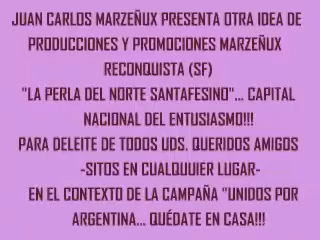 JUAN CARLOS MARZEÑUX PRESENTA OTRA IDEA DE
PRODUCCIONES Y PROMOCIONES MARZEÑUX
RECONQUISTA (SF)
"LA PERLA DEL NORTE SANTAFESINO"... CAPITAL
NACIONAL DEL ENTUSIASMO!!!
PARA DELEITE DE TODOS UDS. QUERIDOS AMIGOS
-SITOS EN CUALQUUIER LUGAR-
EN EL CONTEXTO DE LA CAMPAÑA "UNIDOS POR
ARGENTINA... QUÉDATE EN CASA!!!